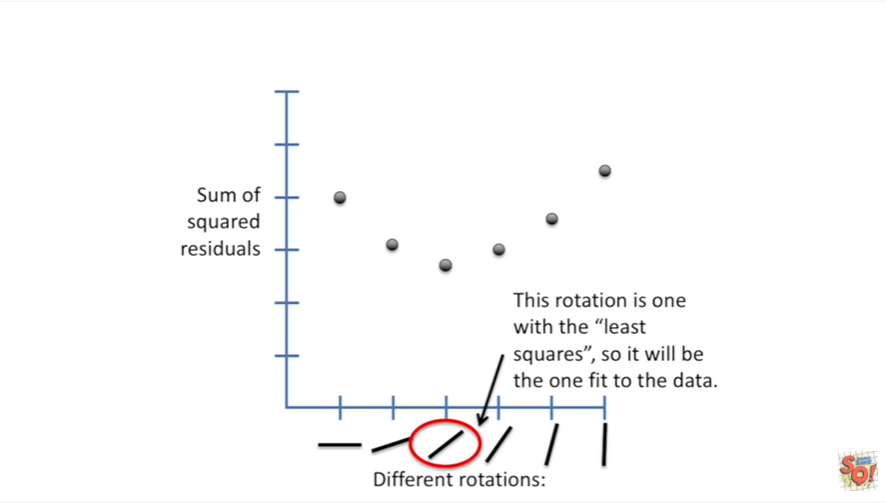 Sum of
squared
residuals
This rotation is one
with the “least
squares”, so it will be
the one fit to the data.
Different rotations:
SQ!